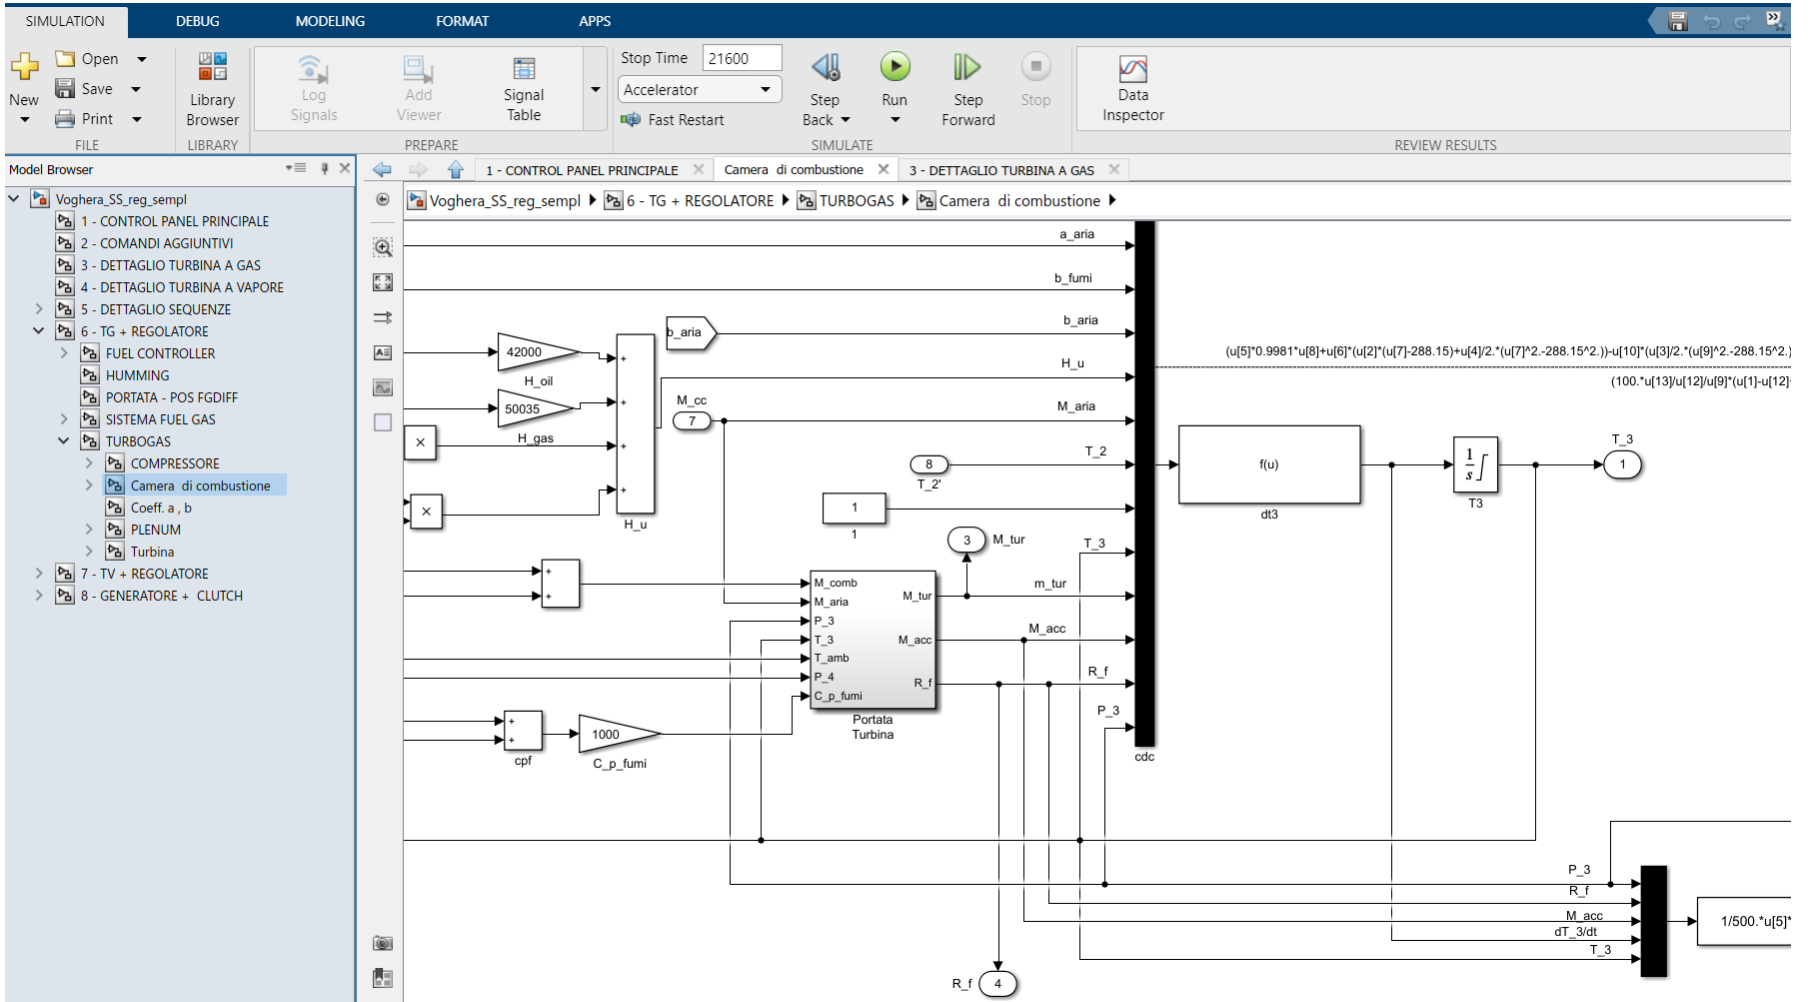 SIMULATION
DEBUG
MODELING
FORMAT
APPS
New
Open
Save
Print
FILE
Library
Browser
LIBRARY
Log
Signals
Add
Viewer
Signal
Table
PREPARE
Stop Time 21600
Accelerator
Fast Restart
Step
Back
Run
Step
Forward
Stop
SIMULATE
Data
Inspector
REVIEW RESULTS
Model Browser
Voghera_SS_reg_sempl
1 - CONTROL PANEL PRINCIPALE
2 - COMANDI AGGIUNTIVI
3 - DETTAGLIO TURBINA A GAS
4 - DETTAGLIO TURBINA A VAPORE
5 - DETTAGLIO SEQUENZE
6 - TG + REGOLATORE
FUEL CONTROLLER
HUMMING
PORTATA - POS FGDIFF
SISTEMA FUEL GAS
TURBOGAS
COMPRESSORE
Camera di combustione
Coeff. a , b
PLENUM
Turbina
7 - TV + REGOLATORE
8 - GENERATORE + CLUTCH
1 - CONTROL PANEL PRINCIPALE
Camera di combustione
3 - DETTAGLIO TURBINA A GAS
Voghera_SS_reg_sempl
6 - TG + REGOLATORE
TURBOGAS
Camera di combustione
a_aria
b_fumi
b_aria
b_aria
42000
H_oil
50035
H_gas
×
×
+
+
+
+
H_u
H_u
M_cc
7
M_aria
8
T_2'
T_2
1
1
3
M_tur
T_3
m_tur
M_acc
R_f
P_3
cdc
(u[5]*0.9981*u[8]+u[6]*(u[2]*(u[7]-288.15)+u[4]/2.*(u[7]^2.-288.15^2.))-u[10]*(u[3]/2.*(u[9]^2.-288.15^2.)
(100.*u[13]/u[12]/u[9]*(u[1]-u[12]
f(u)
dt3
1
s
T3
T_3
1
+
+
M_comb
M_aria
P_3
T_3
T_amb
P_4
C_p_fumi
M_tur
M_acc
R_f
Portata
Turbina
+
+
cpf
1000
C_p_fumi
P_3
R_f
M_acc
dT_3/dt
T_3
1/500.*u[5]*
R_f
4